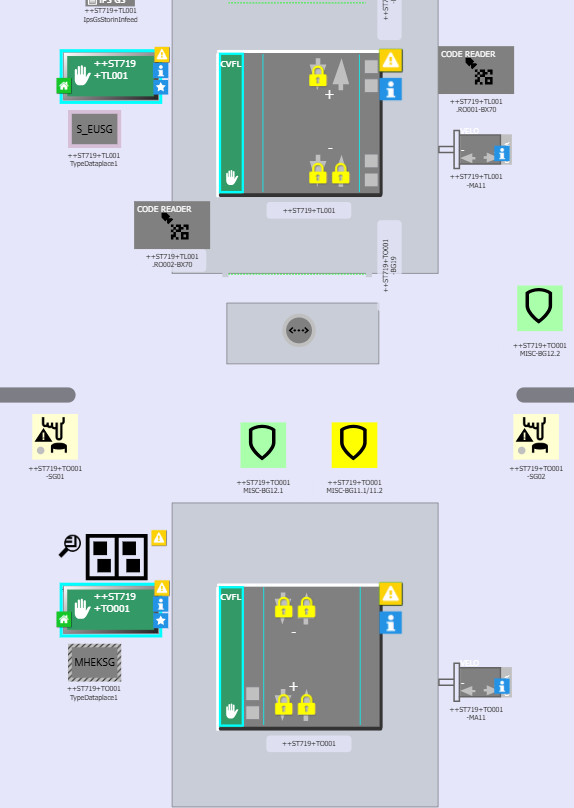 ++ST719+TL001
IpsGsStorinInfeed
++ST719
+TL001
CVFL
+
-
CODE READER
++ST719+TL001
.RO001-BX70
S_EUSG
++ST719+TL001
TypeDataplace1
VELO
-
++ST719+TL001
-MA11
++ST719+TL001
CODE READER
++ST719+TL001
.RO002-BX70
++ST719+TO001
-BG19
++ST719+TO001
MISC-BG12.2
++ST719+TO001
-SG01
++ST719+TO001
MISC-BG12.1
++ST719+TO001
MISC-BG11.1/11.2
++ST719+TO001
-SG02
++ST719
+TO001
CVFL
-
+
MHEKSG
++ST719+TO001
TypeDataplace1
VELO
-
++ST719+TO001
-MA11
++ST719+TO001